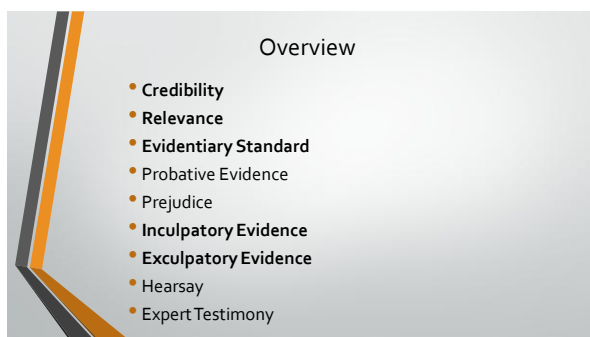 Overview
• Credibility
• Relevance
• Evidentiary Standard
• Probative Evidence
• Prejudice
• Inculpatory Evidence
• Exculpatory Evidence
• Hearsay
• Expert Testimony